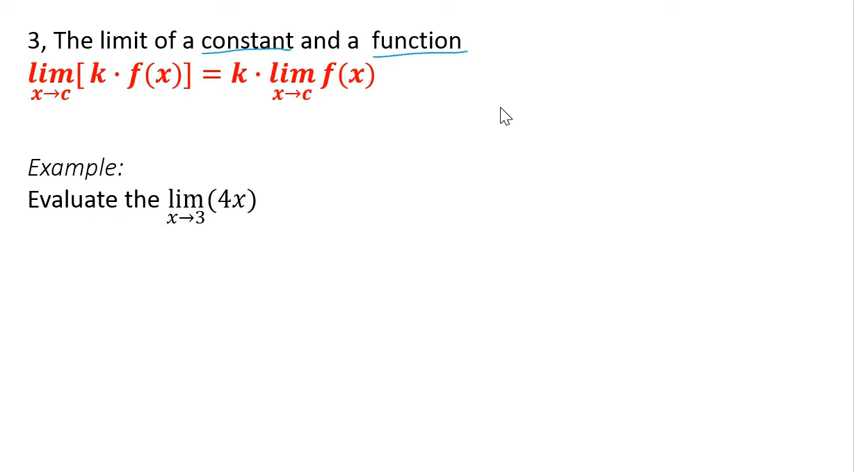 3, The limit of a constant and a function
lim x→c [ k · f(x)] = k · lim x→c f(x)
Example:
Evaluate the lim x→3 (4x)